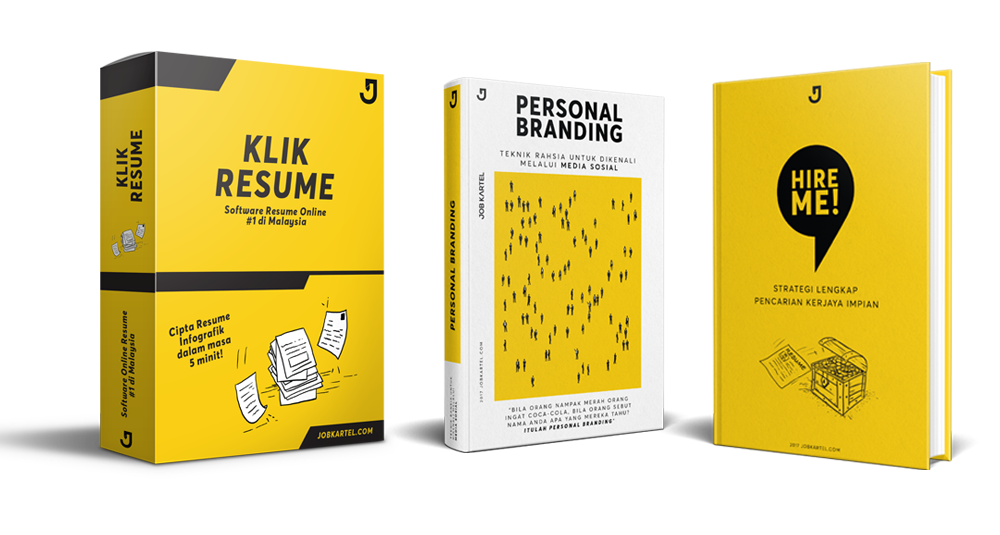 KLIK
RESUME
Software Online Resume
#1 di Malaysia
KLIK
RESUME
Software Resume Online
#1 di Malaysia
Cipta Resume
Infografik
dalam masa
5 minit!
JOBKARTEL.COM
PERSONAL BRANDING
JOB KARTEL
2017 JOBKARTEL.COM
PERSONAL
BRANDING
TEKNIK RAHSIA UNTUK DIKENALI
MELALUI MEDIA SOSIAL
"BILA ORANG NAMPAK MERAH ORANG
INGAT COCA-COLA, BILA ORANG SEBUT
NAMA ANDA APA YANG MEREKA TAHU?
ITULAH PERSONAL BRANDING"
HIRE
ME!
STRATEGI LENGKAP
PENCARIAN KERJAYA IMPIAN
2017 JOBKARTEL.COM